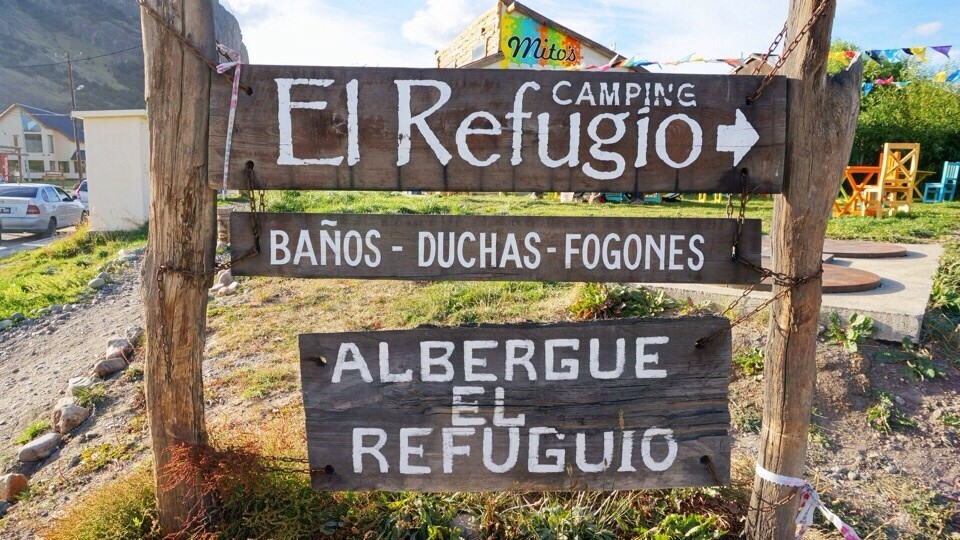 Mito's
CAMPING
El Refugio
BAÑOS - DUCHAS - FOGONES
ALBERGUE
EL
REFUGUIO